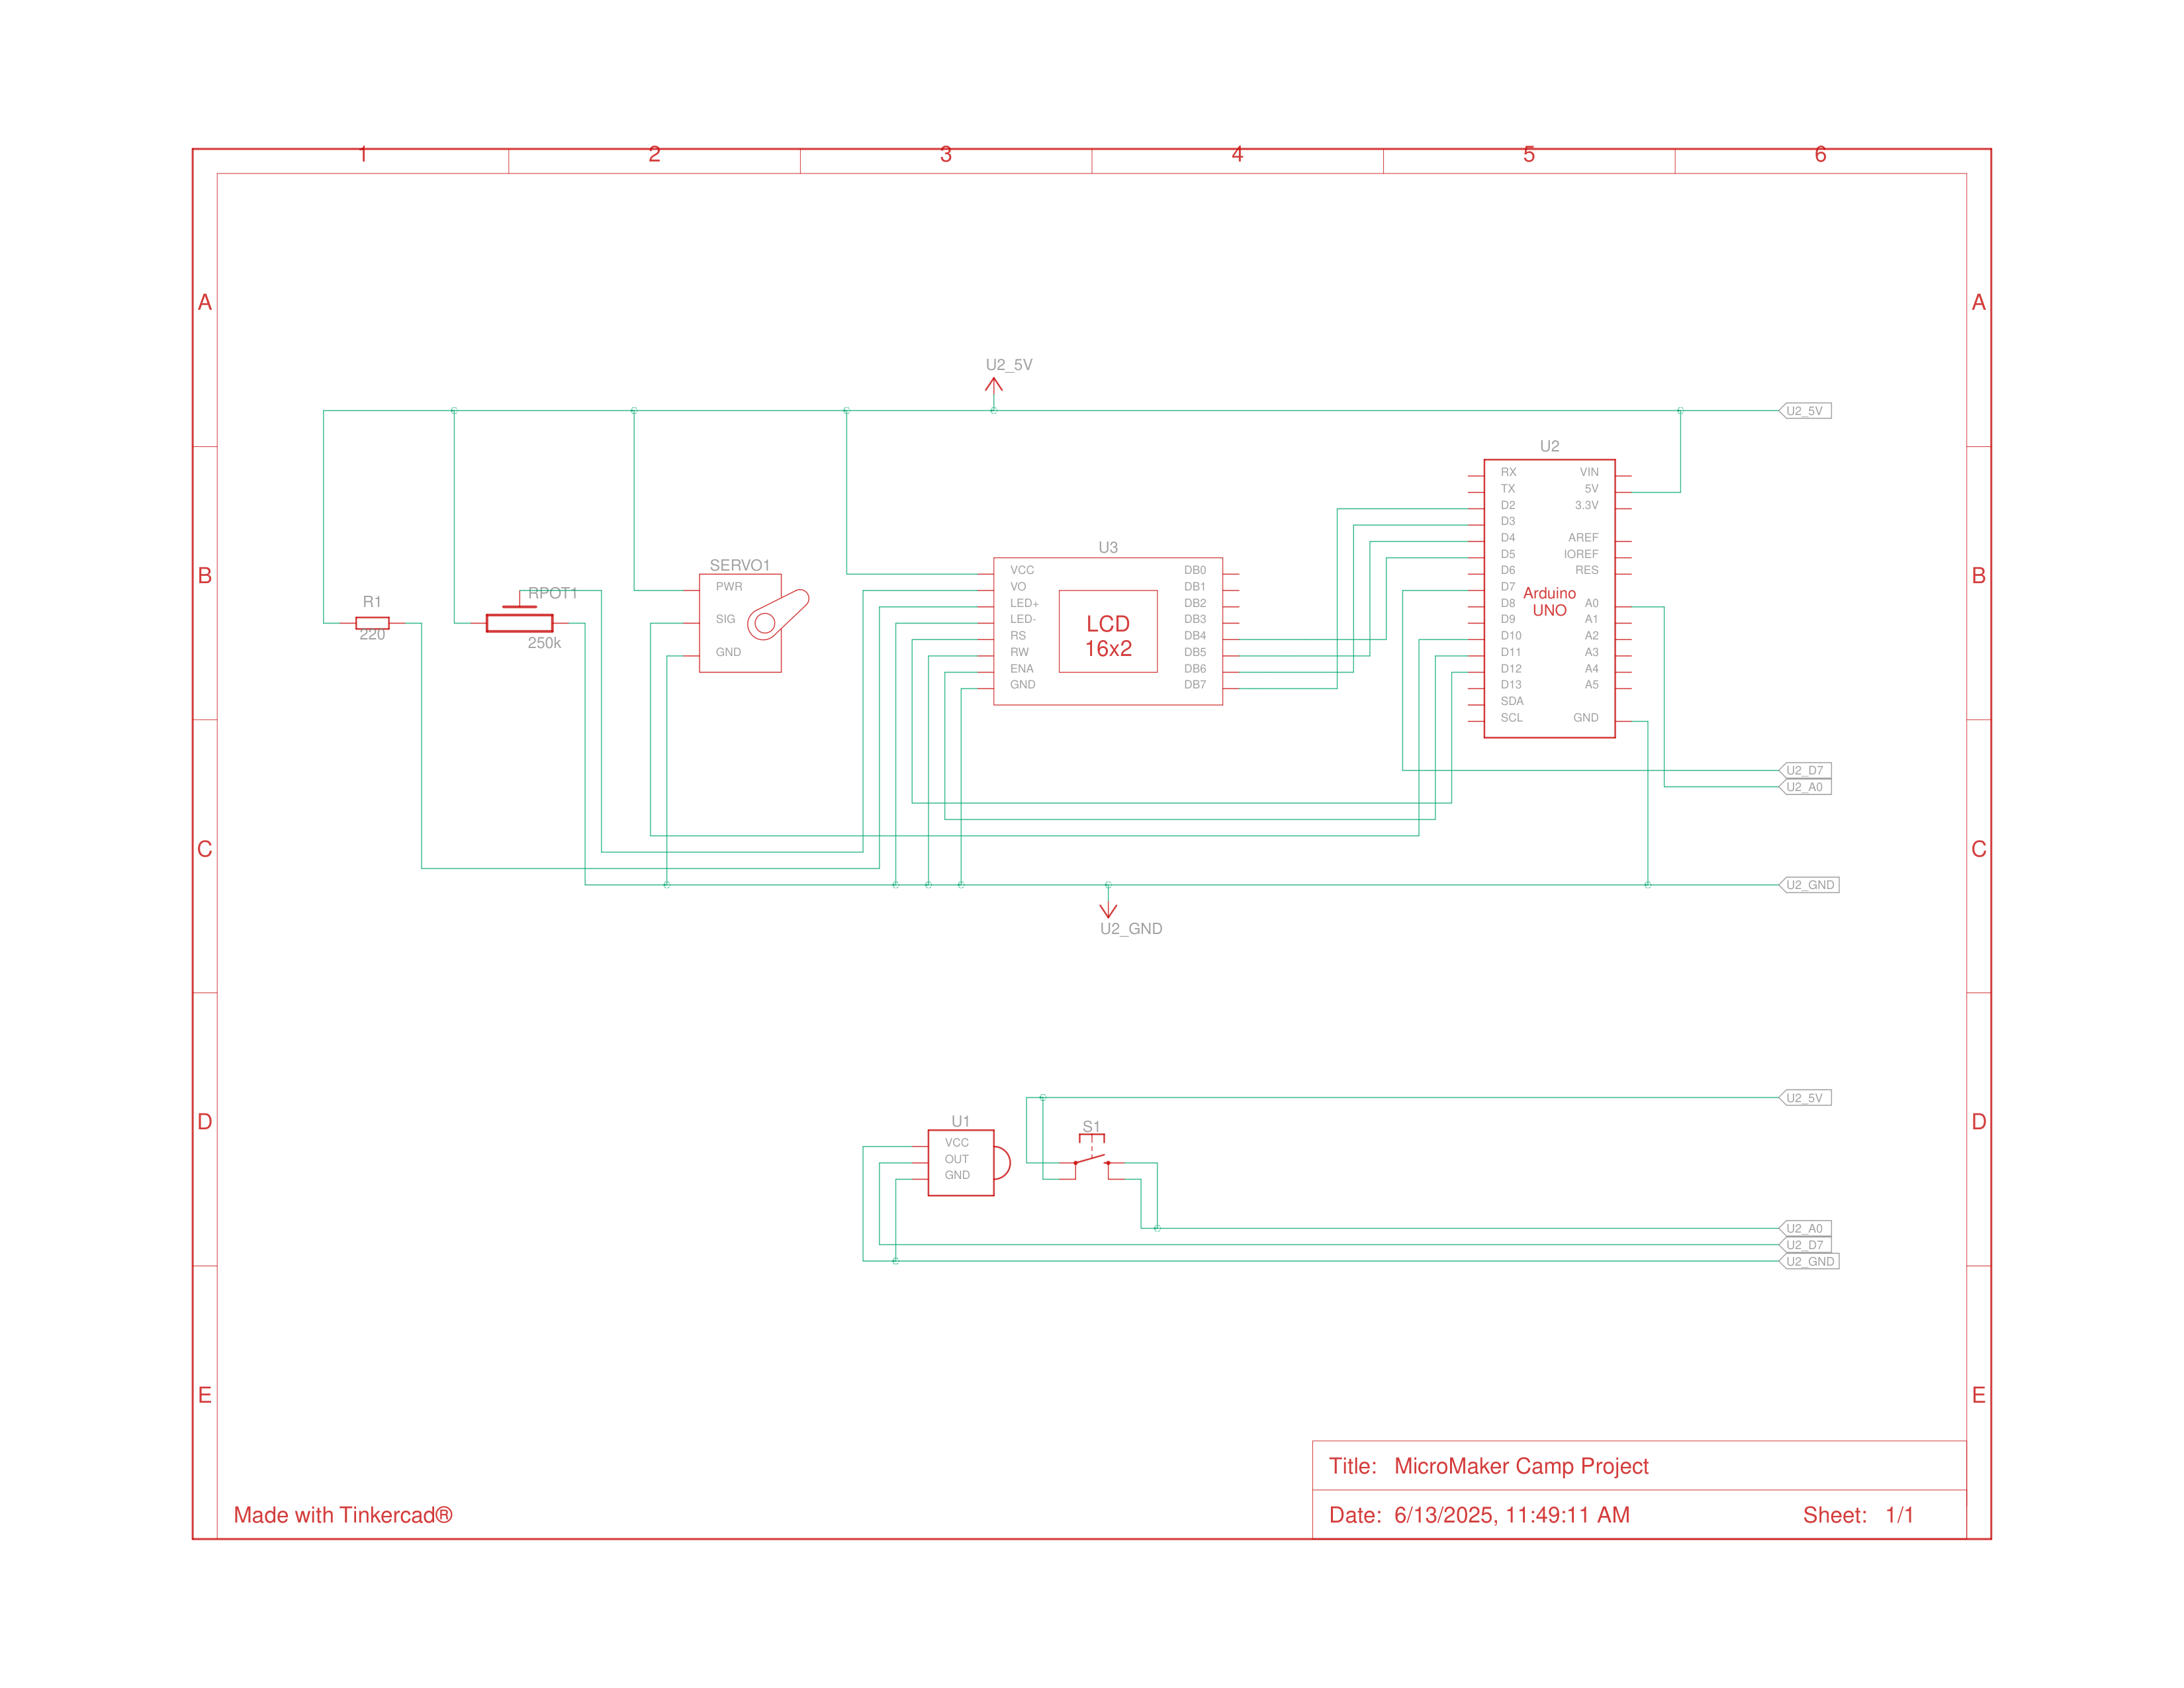 1 2 3 4 5 6
A A
U2_5V
U2_5V
U2
B B
RX VIN
TX 5V
D2 3.3V
D3
D4 AREF
D5 IOREF
D6 RES
D7
D8 A0
D9 A1
D10 A2
D11 A3
D12 A4
D13 A5
SDA
SCL GND
Arduino
UNO
U3
VCC DB0
VO DB1
LED+ DB2
LED- DB3
RS DB4
RW DB5
ENA DB6
GND DB7
LCD
16x2
SERVO1
PWR
SIG
GND
RPOT1
250k
R1
220
U2_D7
U2_A0
C C
U2_GND
U2_GND
U2_5V
D D
U1
VCC
OUT
GND
S1
U2_A0
U2_D7
U2_GND
E E
Title: MicroMaker Camp Project
Made with Tinkercad®
Date: 6/13/2025, 11:49:11 AM Sheet: 1/1